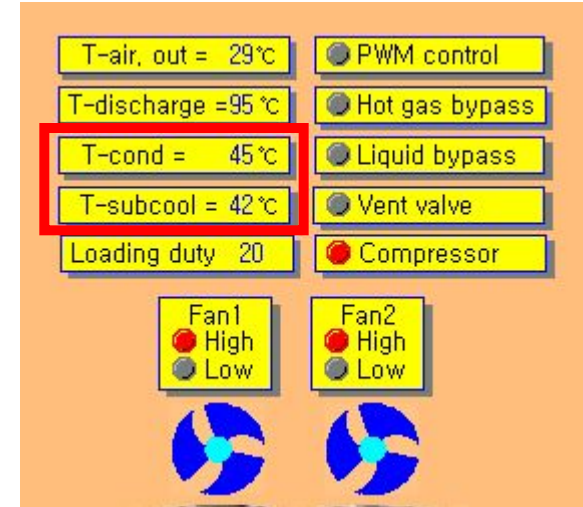 T-air, out = 29℃
PWM control
T-discharge =95 ℃
Hot gas bypass
T-cond = 45℃
Liquid bypass
T-subcool = 42℃
Vent valve
Loading duty 20
Compressor
Fan1
High
Low
Fan2
High
Low